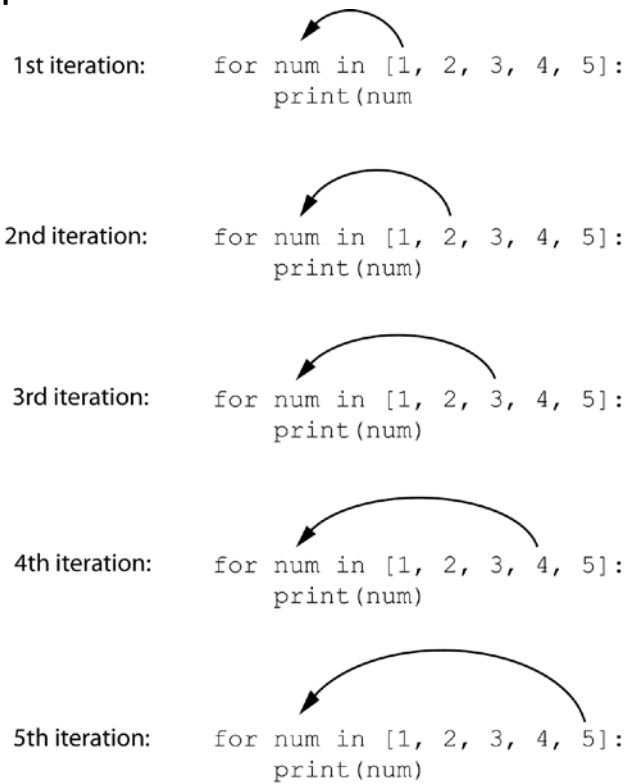 1st iteration: for num in [1, 2, 3, 4, 5]:
print(num
2nd iteration: for num in [1, 2, 3, 4, 5]:
print(num)
3rd iteration: for num in [1, 2, 3, 4, 5]:
print(num)
4th iteration: for num in [1, 2, 3, 4, 5]:
print(num)
5th iteration: for num in [1, 2, 3, 4, 5]:
print(num)